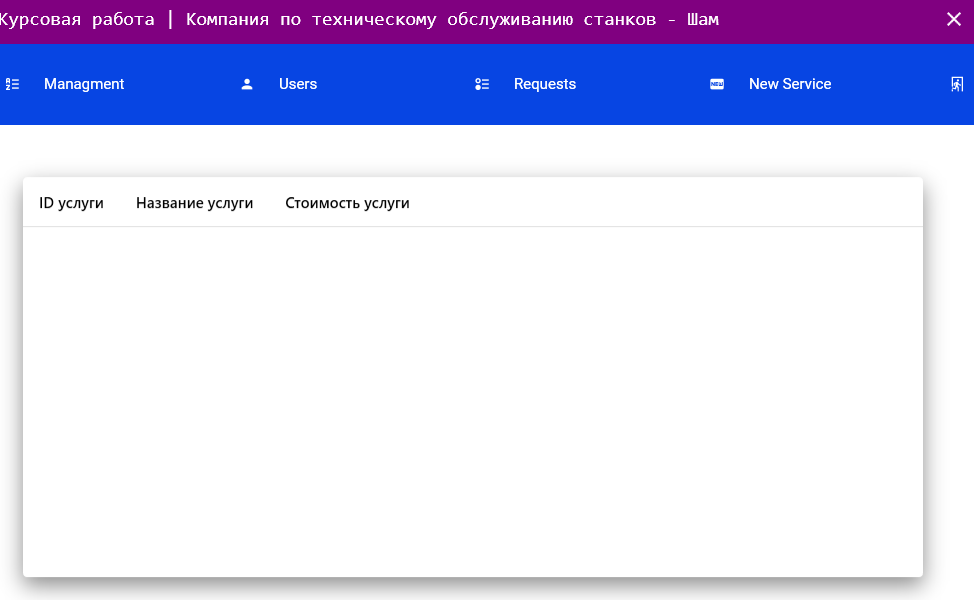 Курсовая работа | Компания по техническому обслуживанию станков - Шам
Managment Users Requests New Service
ID услуги Название услуги Стоимость услуги